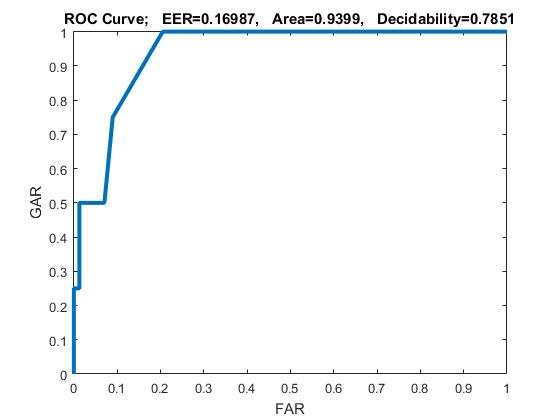 ROC Curve;   EER=0.16987,   Area=0.9399,   Decidability=0.7851
1
0.9
0.8
0.7
0.6
0.5
0.4
0.3
0.2
0.1
0
GAR
0 0.1 0.2 0.3 0.4 0.5 0.6 0.7 0.8 0.9 1
FAR